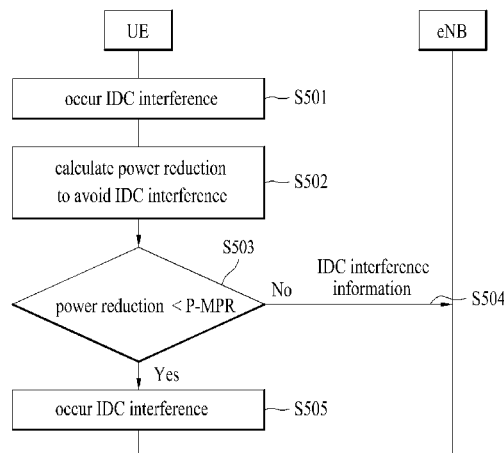 UE
eNB
occur IDC interference
S501
calculate power reduction
to avoid IDC interference
S502
S503
power reduction < P-MPR
No
IDC interference
information
S504
Yes
occur IDC interference
S505